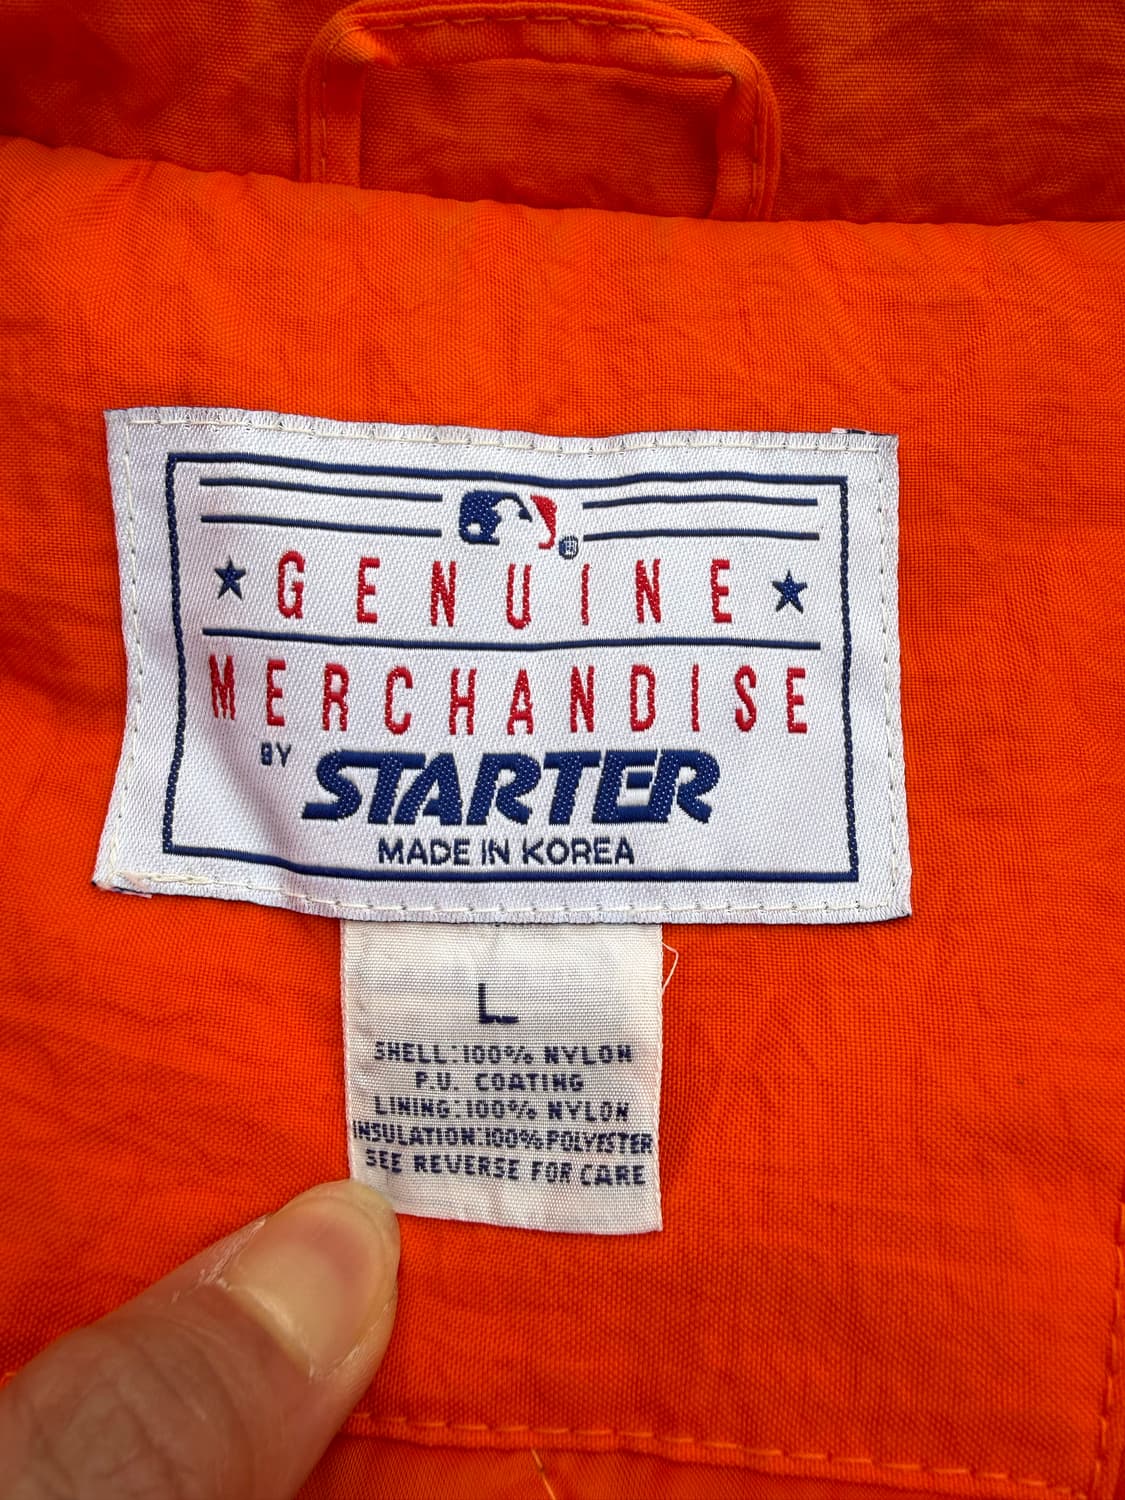 GENUINE
MERCHANDISE
BY STARTER
MADE IN KOREA
L
SHELL:100% NYLON
P.U. COATING
LINING:100% NYLON
INSULATION:100% POLYESTER
SEE REVERSE FOR CARE